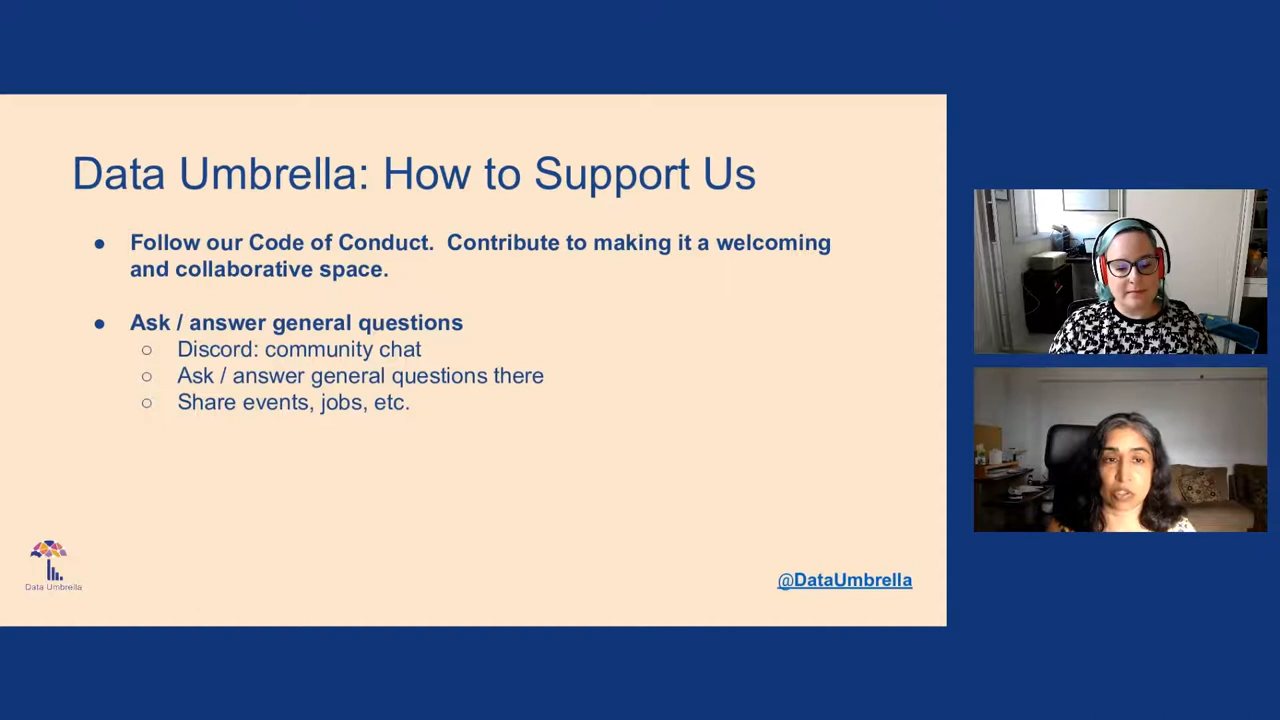 Data Umbrella: How to Support Us
● Follow our Code of Conduct.  Contribute to making it a welcoming
and collaborative space.
● Ask / answer general questions
○ Discord: community chat
○ Ask / answer general questions there
○ Share events, jobs, etc.
Data Umbrella
@DataUmbrella